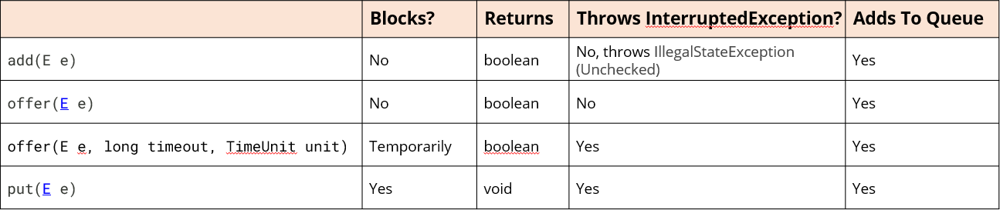 Blocks? Returns Throws InterruptedException? Adds To Queue
add(E e) No boolean No, throws IllegalStateException (Unchecked) Yes
offer(E e) No boolean No Yes
offer(E e, long timeout, TimeUnit unit) Temporarily boolean Yes Yes
put(E e) Yes void Yes Yes